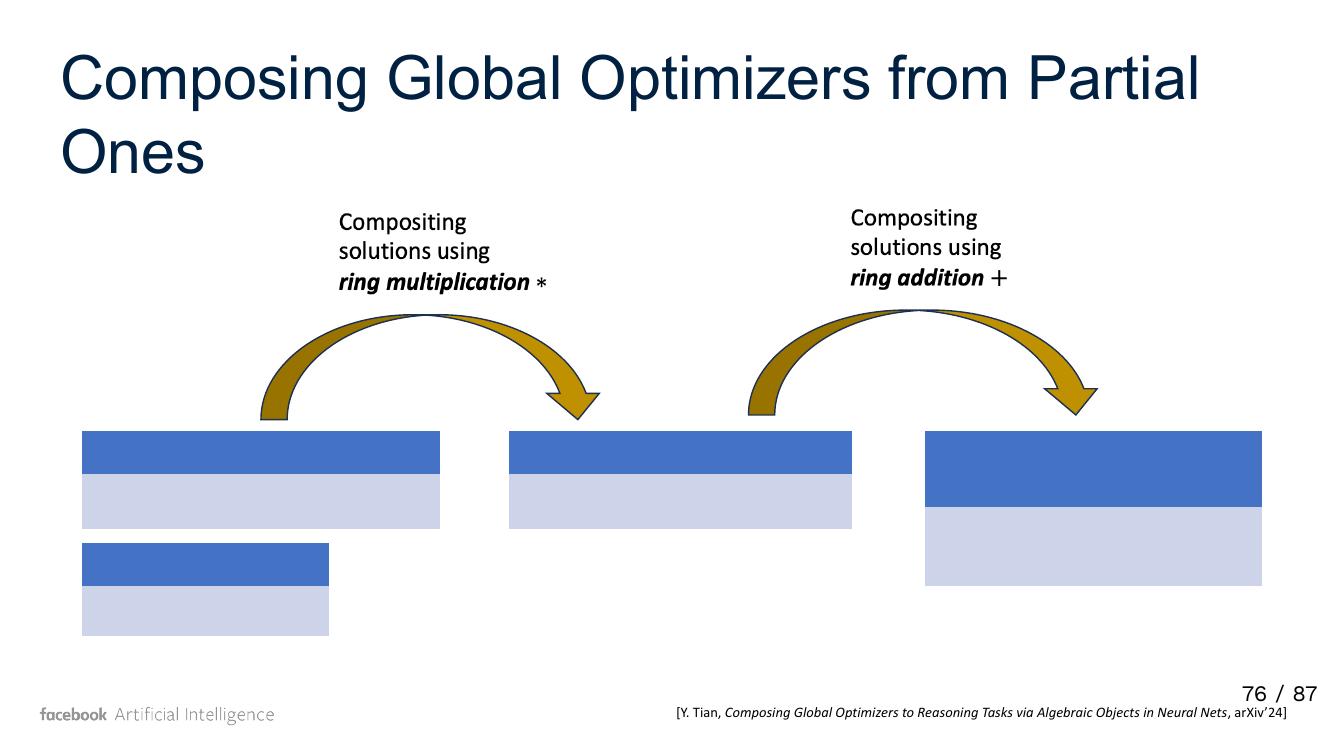 Composing Global Optimizers from Partial
Ones
Compositing
solutions using
ring multiplication ∗
Compositing
solutions using
ring addition +
76 / 87
facebook Artificial Intelligence
[Y. Tian, Composing Global Optimizers to Reasoning Tasks via Algebraic Objects in Neural Nets, arXiv’24]